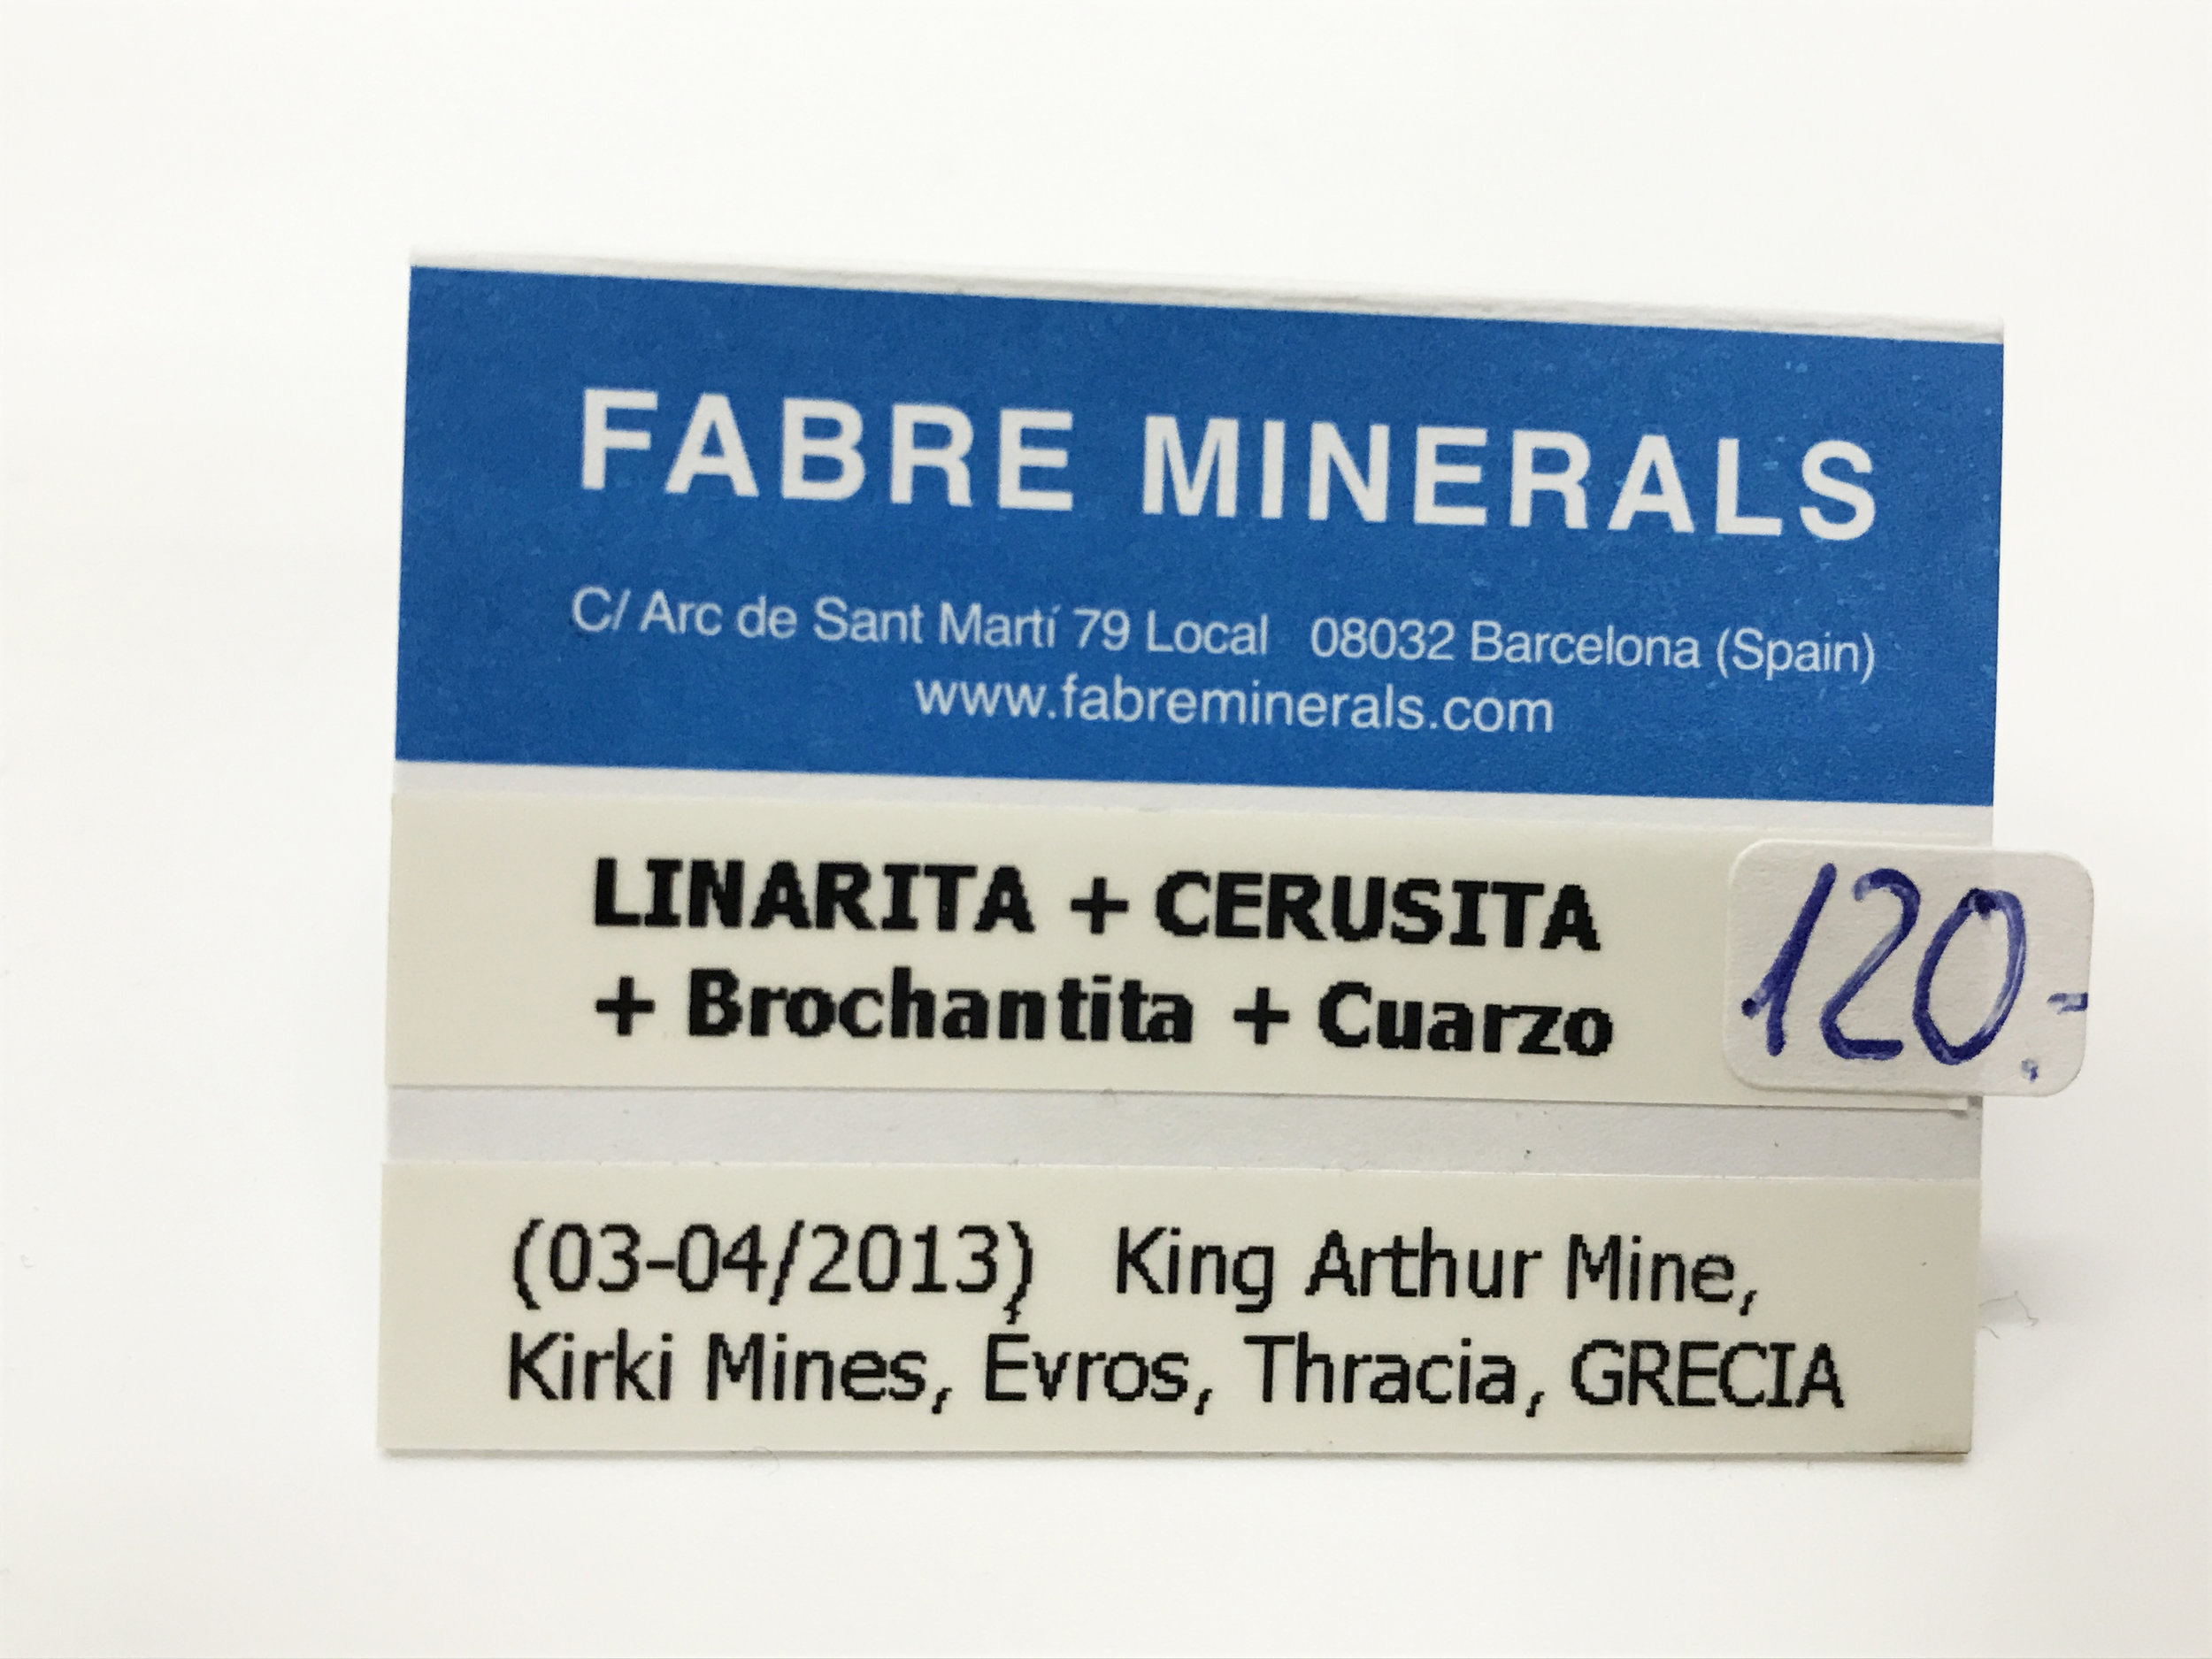 FABRE MINERALS
C/ Arc de Sant Martí 79 Local 08032 Barcelona (Spain)
www.fabreminerals.com
LINARITA + CERUSITA
+ Brochantita + Cuarzo
120.-
(03-04/2013) King Arthur Mine,
Kirki Mines, Évros, Thracia, GRECIA